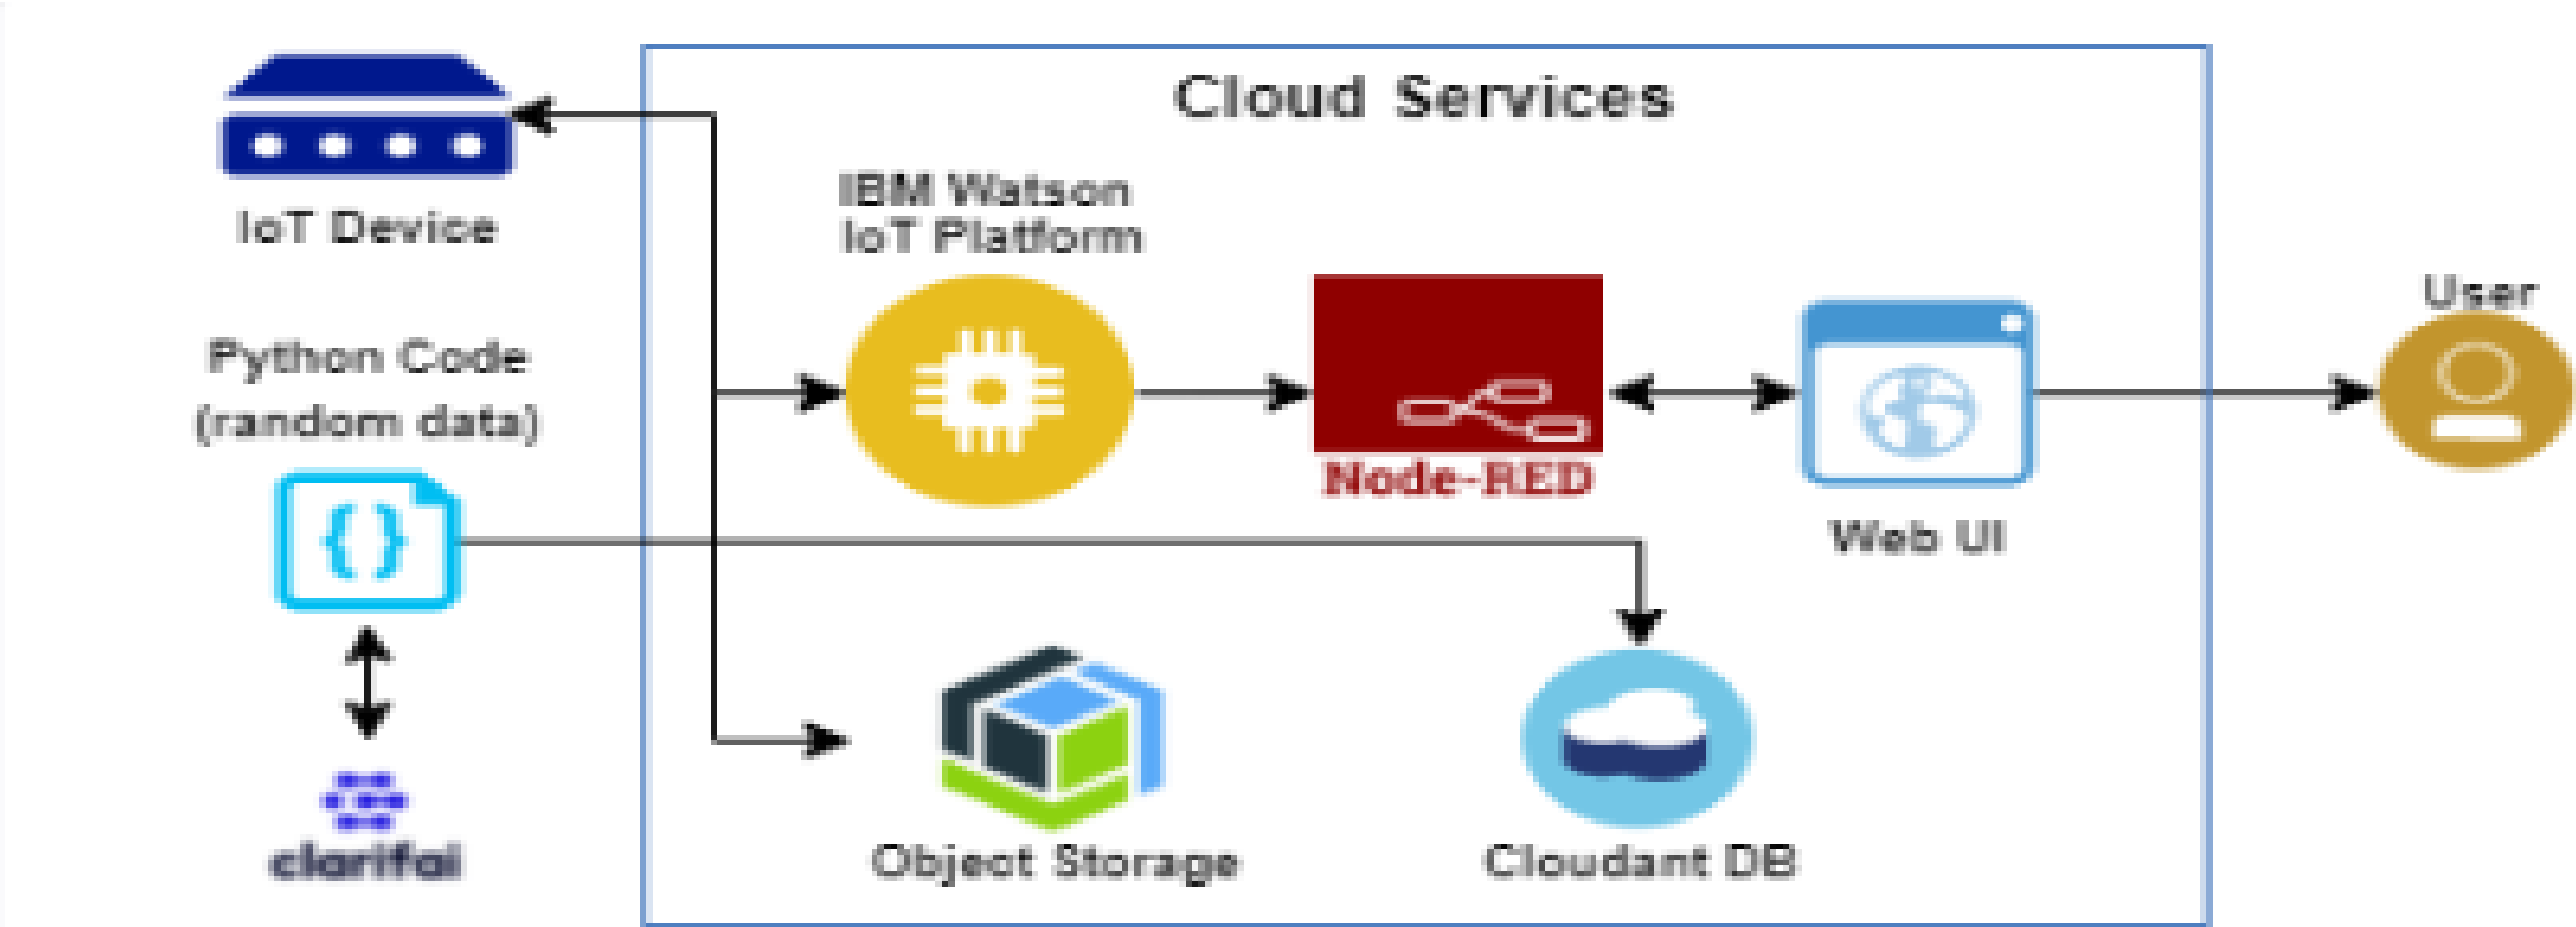 Cloud Services
IoT Device
IBM Watson
IoT Platform
User
Python Code
(random data)
Node-RED
Web UI
clarifai
Object Storage
Cloudant DB